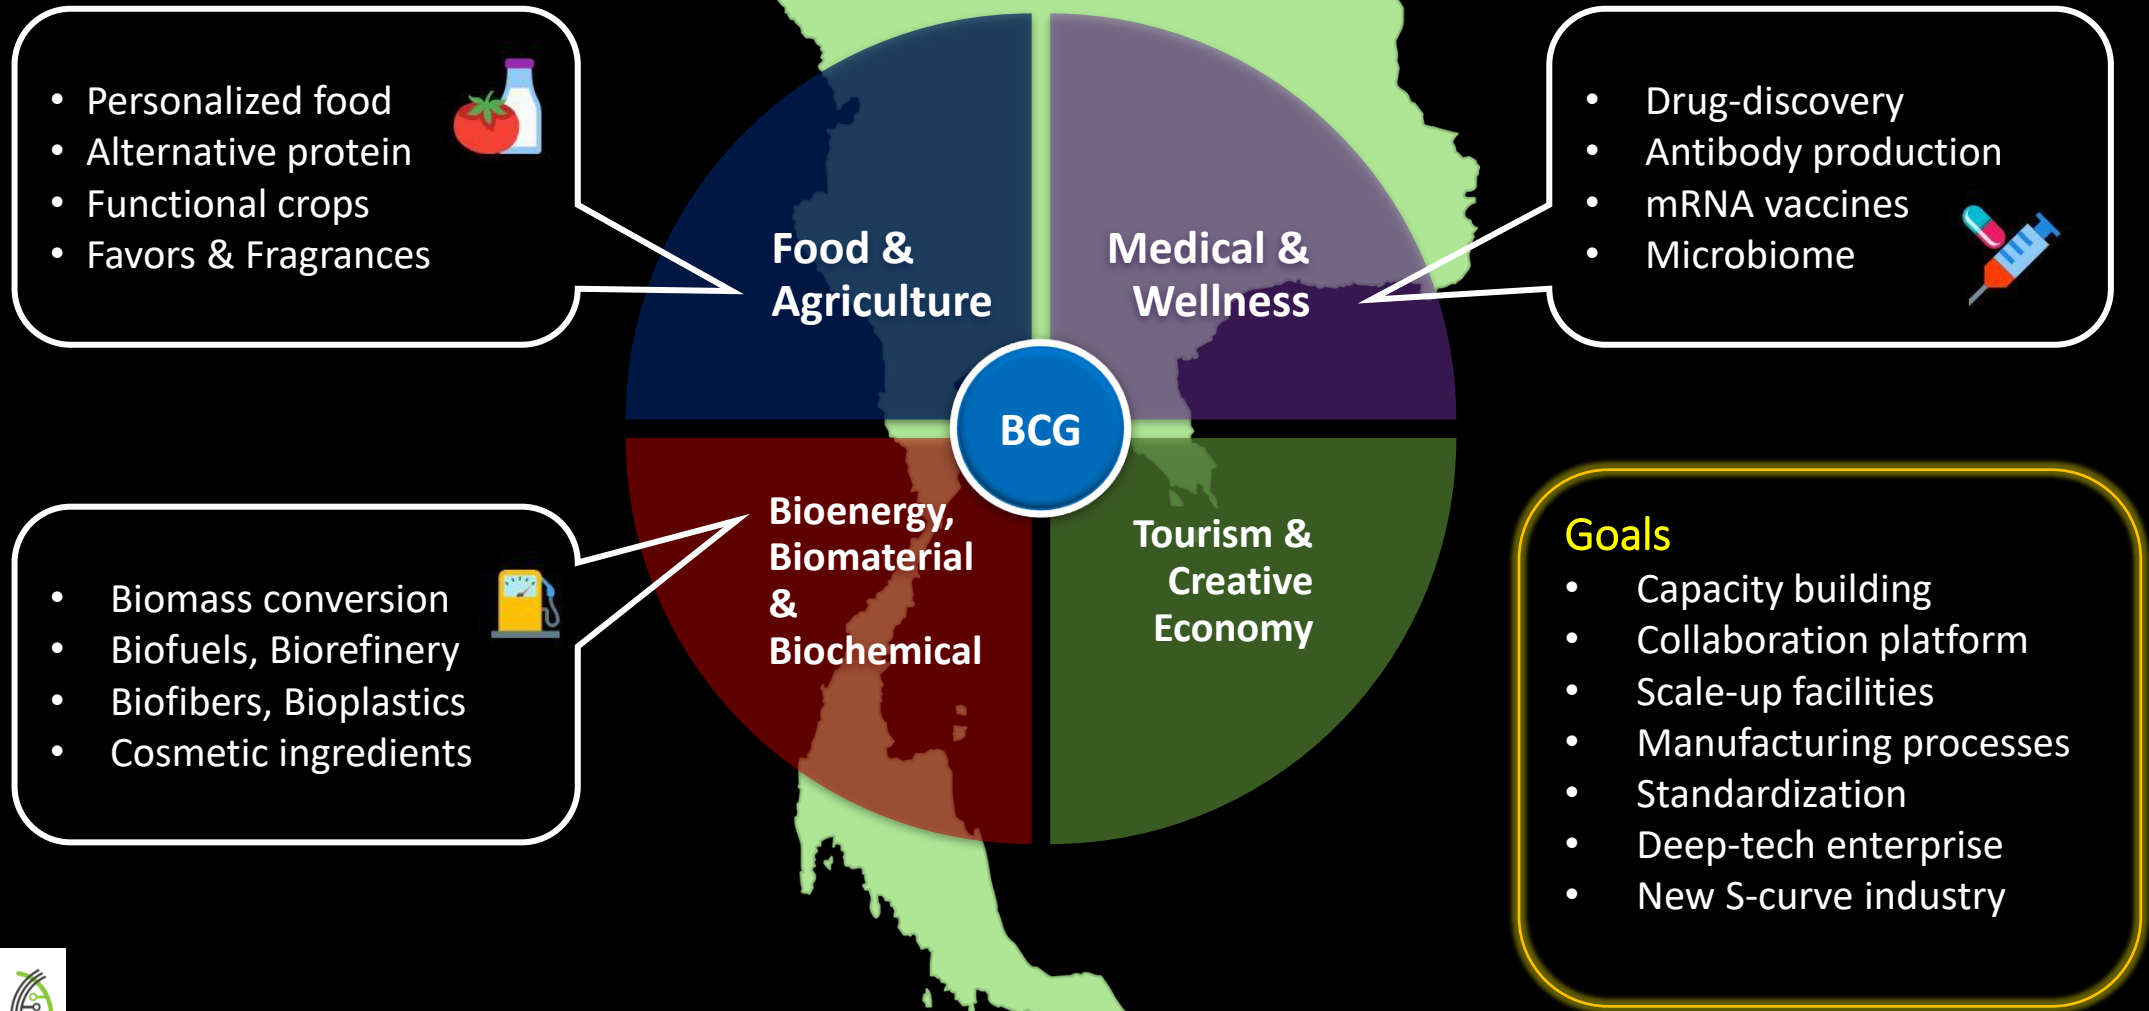 • Personalized food
• Alternative protein
• Functional crops
• Favors & Fragrances
Food &
Agriculture
Medical &
Wellness
• Drug-discovery
• Antibody production
• mRNA vaccines
• Microbiome
BCG
• Biomass conversion
• Biofuels, Biorefinery
• Biofibers, Bioplastics
• Cosmetic ingredients
Bioenergy,
Biomaterial
&
Biochemical
Tourism &
Creative
Economy
Goals
• Capacity building
• Collaboration platform
• Scale-up facilities
• Manufacturing processes
• Standardization
• Deep-tech enterprise
• New S-curve industry